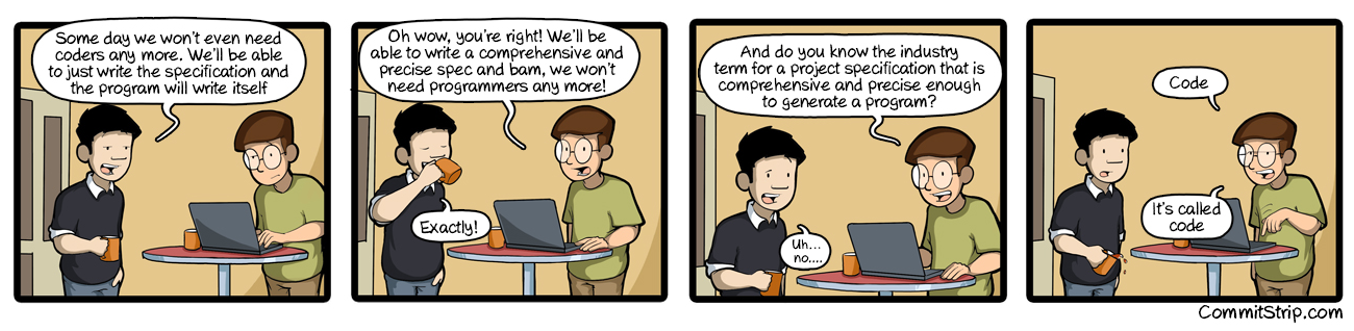 Some day we won't even need
coders any more. We'll be able
to just write the specification and
the program will write itself
Oh wow, you're right! We'll be
able to write a comprehensive and
precise spec and bam, we won't
need programmers any more!
Exactly!
And do you know the industry
term for a project specification that is
comprehensive and precise enough
to generate a program?
Uh...
no....
Code
It's called
code
CommitStrip.com